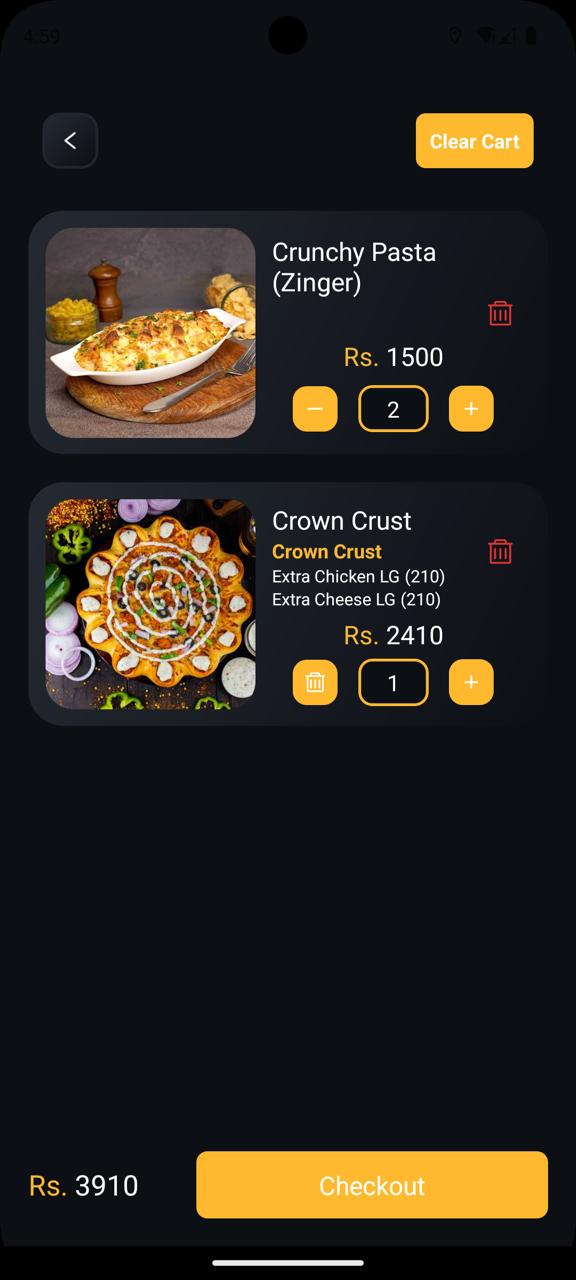 4:59
Clear Cart
Crunchy Pasta
(Zinger)
Rs. 1500
2
Crown Crust
Crown Crust
Extra Chicken LG (210)
Extra Cheese LG (210)
Rs. 2410
1
Rs. 3910
Checkout